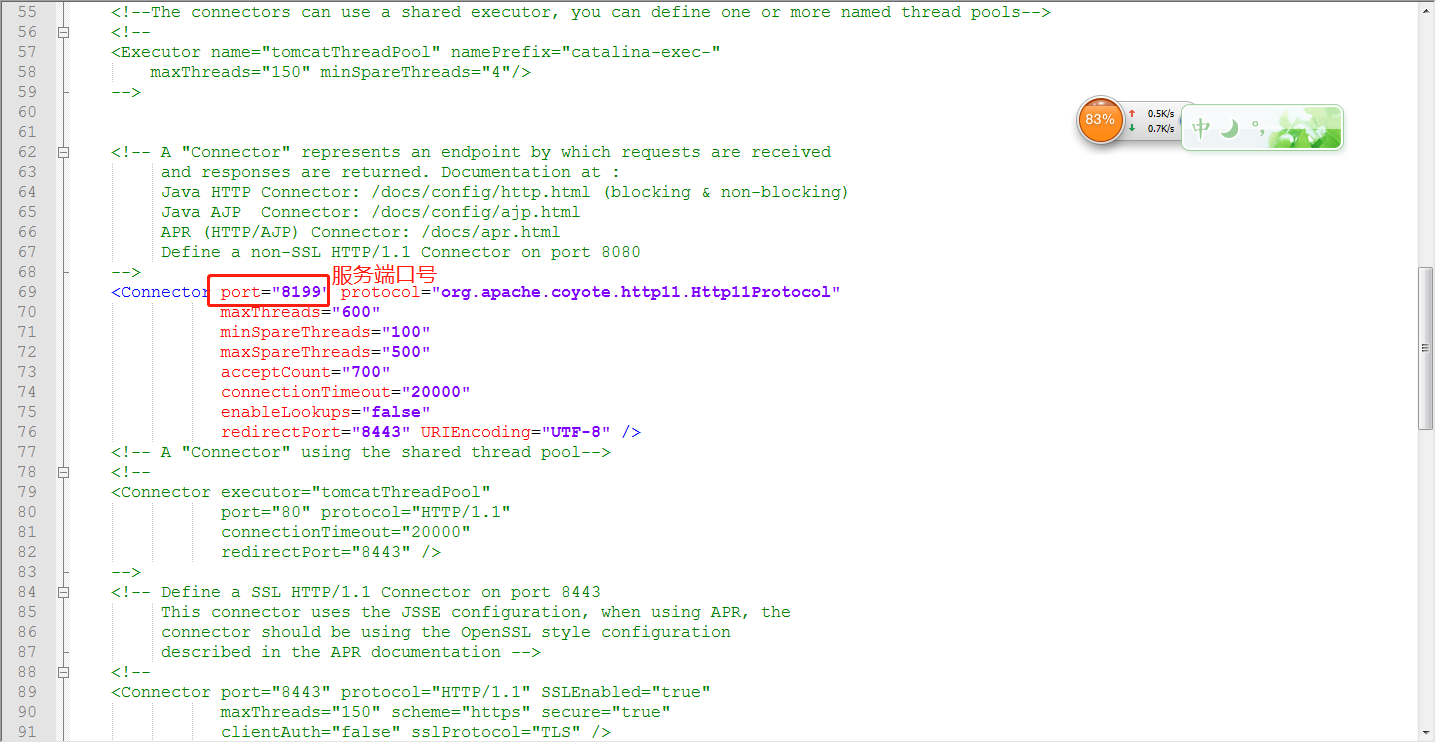 55 <!--The connectors can use a shared executor, you can define one or more named thread pools-->
56 <!--
57 <Executor name="tomcatThreadPool" namePrefix="catalina-exec-"
58 maxThreads="150" minSpareThreads="4"/>
59 -->
60
61
83%
0.5K/s
0.7K/s
中
62 <!-- A "Connector" represents an endpoint by which requests are received
63 and responses are returned. Documentation at :
64 Java HTTP Connector: /docs/config/http.html (blocking & non-blocking)
65 Java AJP  Connector: /docs/config/ajp.html
66 APR (HTTP/AJP) Connector: /docs/apr.html
67 Define a non-SSL HTTP/1.1 Connector on port 8080
68 -->
服务端口号
69 <Connector port="8199" protocol="org.apache.coyote.http11.Http11Protocol"
70 maxThreads="600"
71 minSpareThreads="100"
72 maxSpareThreads="500"
73 acceptCount="700"
74 connectionTimeout="20000"
75 enableLookups="false"
76 redirectPort="8443" URIEncoding="UTF-8" />
77 <!-- A "Connector" using the shared thread pool-->
78 <!--
79 <Connector executor="tomcatThreadPool"
80 port="80" protocol="HTTP/1.1"
81 connectionTimeout="20000"
82 redirectPort="8443" />
83 -->
84 <!-- Define a SSL HTTP/1.1 Connector on port 8443
85 This connector uses the JSSE configuration, when using APR, the
86 connector should be using the OpenSSL style configuration
87 described in the APR documentation -->
88 <!--
89 <Connector port="8443" protocol="HTTP/1.1" SSLEnabled="true"
90 maxThreads="150" scheme="https" secure="true"
91 clientAuth="false" sslProtocol="TLS" />